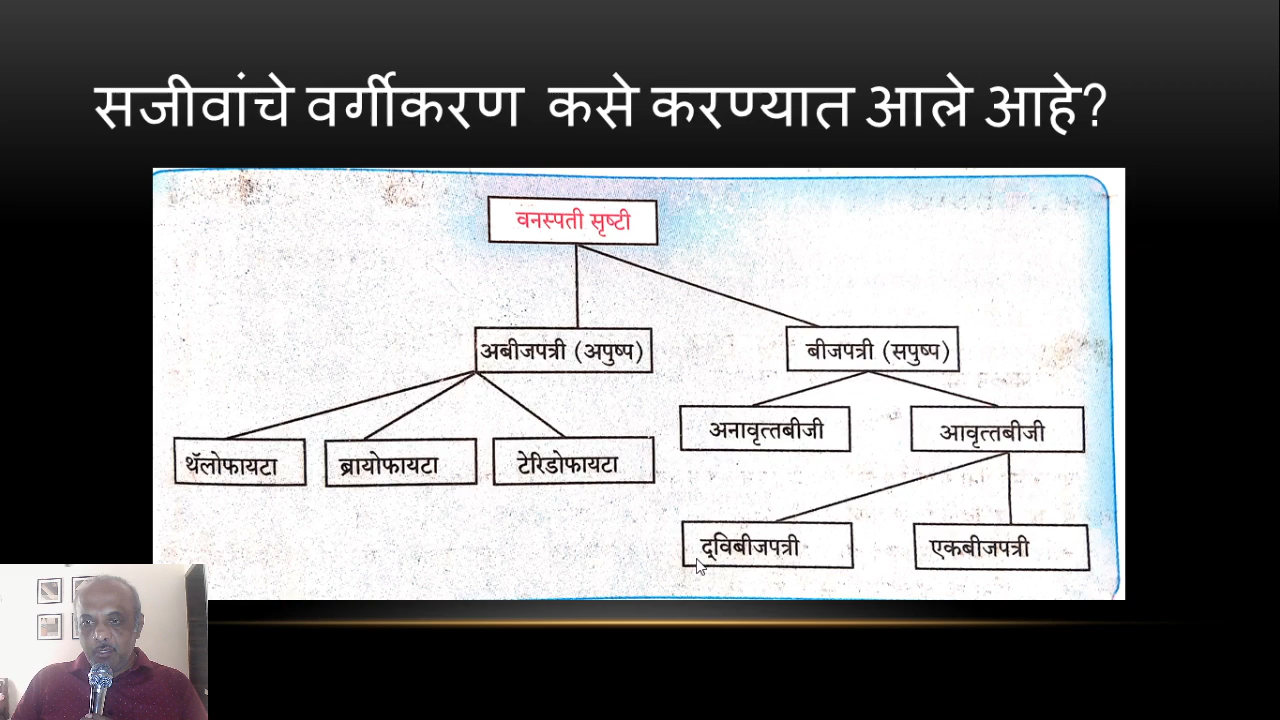 सजीवांचे वर्गीकरण कसे करण्यात आले आहे?
वनस्पती सृष्टी
अबीजपत्री (अपुष्प)
बीजपत्री (सपुष्प)
अनावृत्तबीजी
आवृत्तबीजी
थॅलोफायटा
ब्रायोफायटा
टेरिडोफायटा
द्विबीजपत्री
एकबीजपत्री